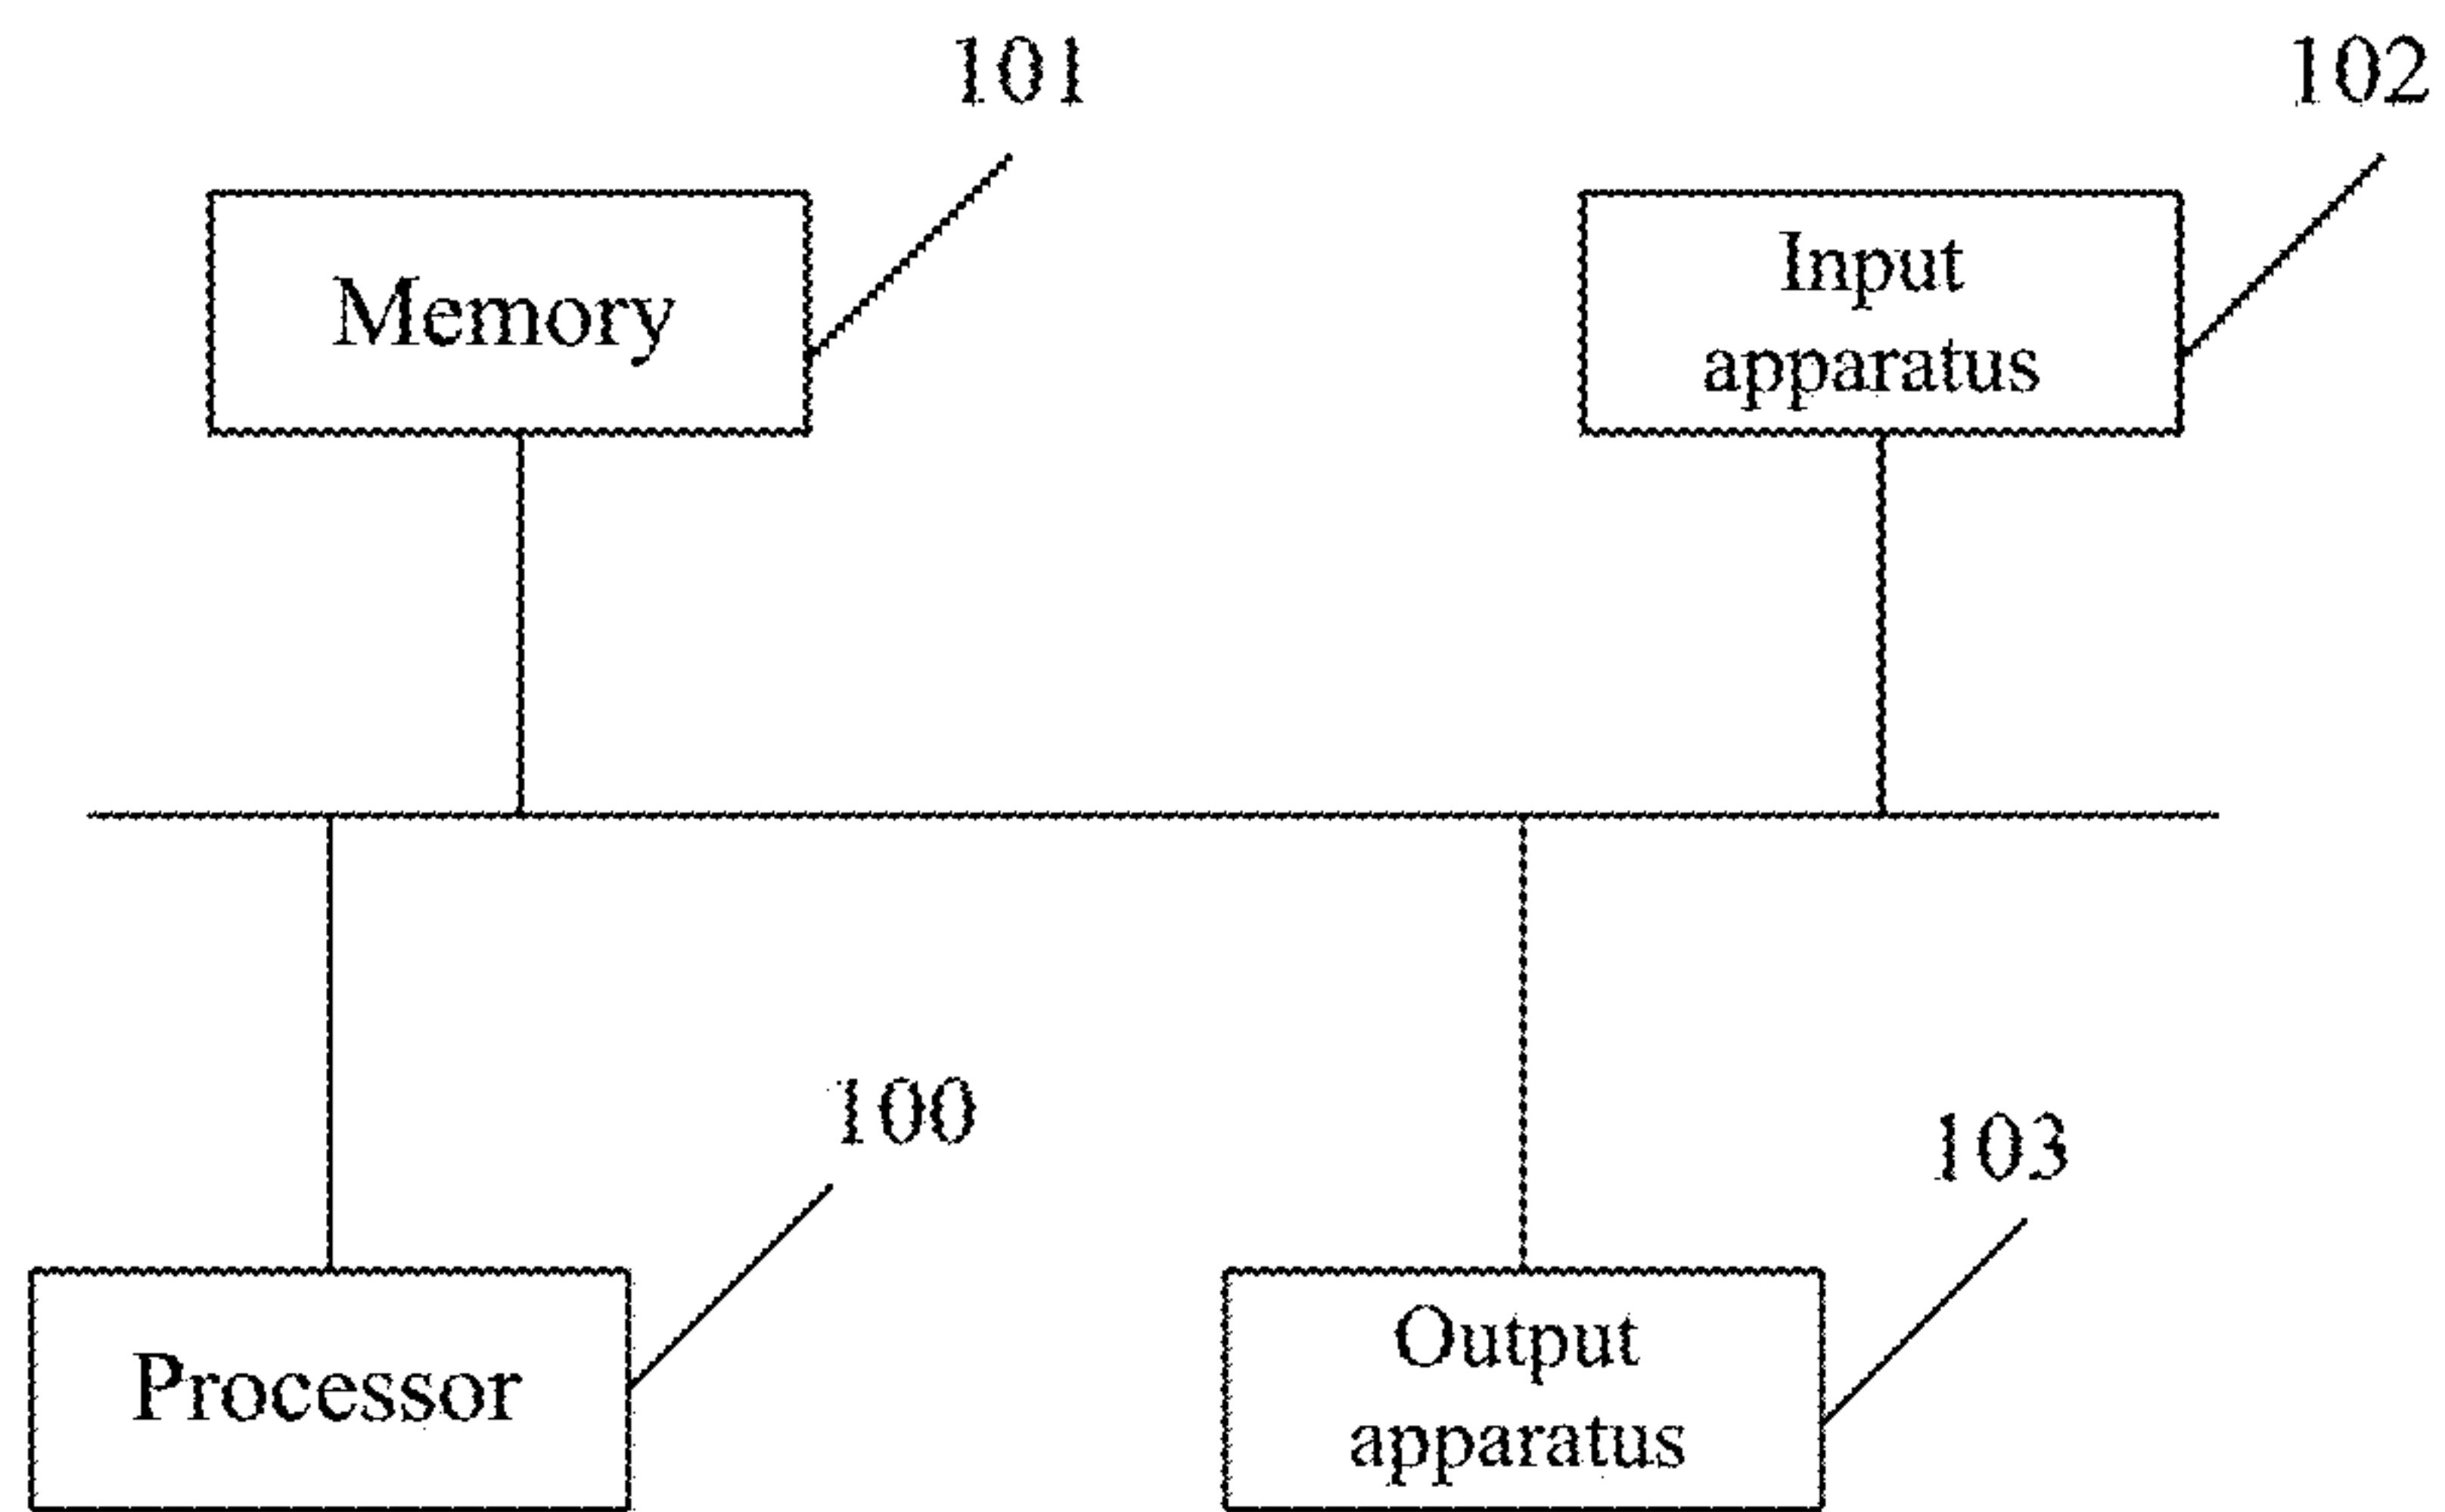 101
102
Memory
Input
apparatus
100
103
Processor
Output
apparatus